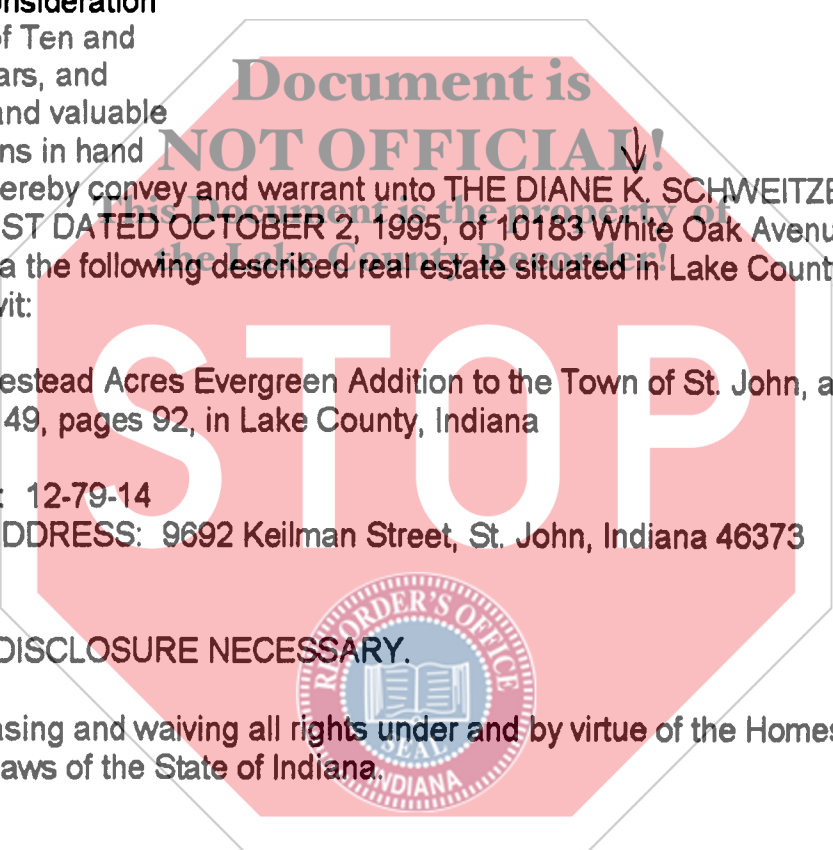 onsideration
of Ten and
ars, and
and valuable
ns in hand
ereby convey and warrant unto THE DIANE K. SCHWEITZE
ST DATED OCTOBER 2, 1995, of 10183 White Oak Avenu
a the following described real estate situated in Lake Count
vit:
estead Acres Evergreen Addition to the Town of St. John, a
49, pages 92, in Lake County, Indiana
: 12-79-14
DDRESS: 9692 Keilman Street, St. John, Indiana 46373
DISCLOSURE NECESSARY.
asing and waiving all rights under and by virtue of the Homes
aws of the State of Indiana.
Document is
NOT OFFICIAL!
This Document is the property of
the Lake County Recorder!
STOP
RECORDER'S OFFICE
SEAL
INDIANA